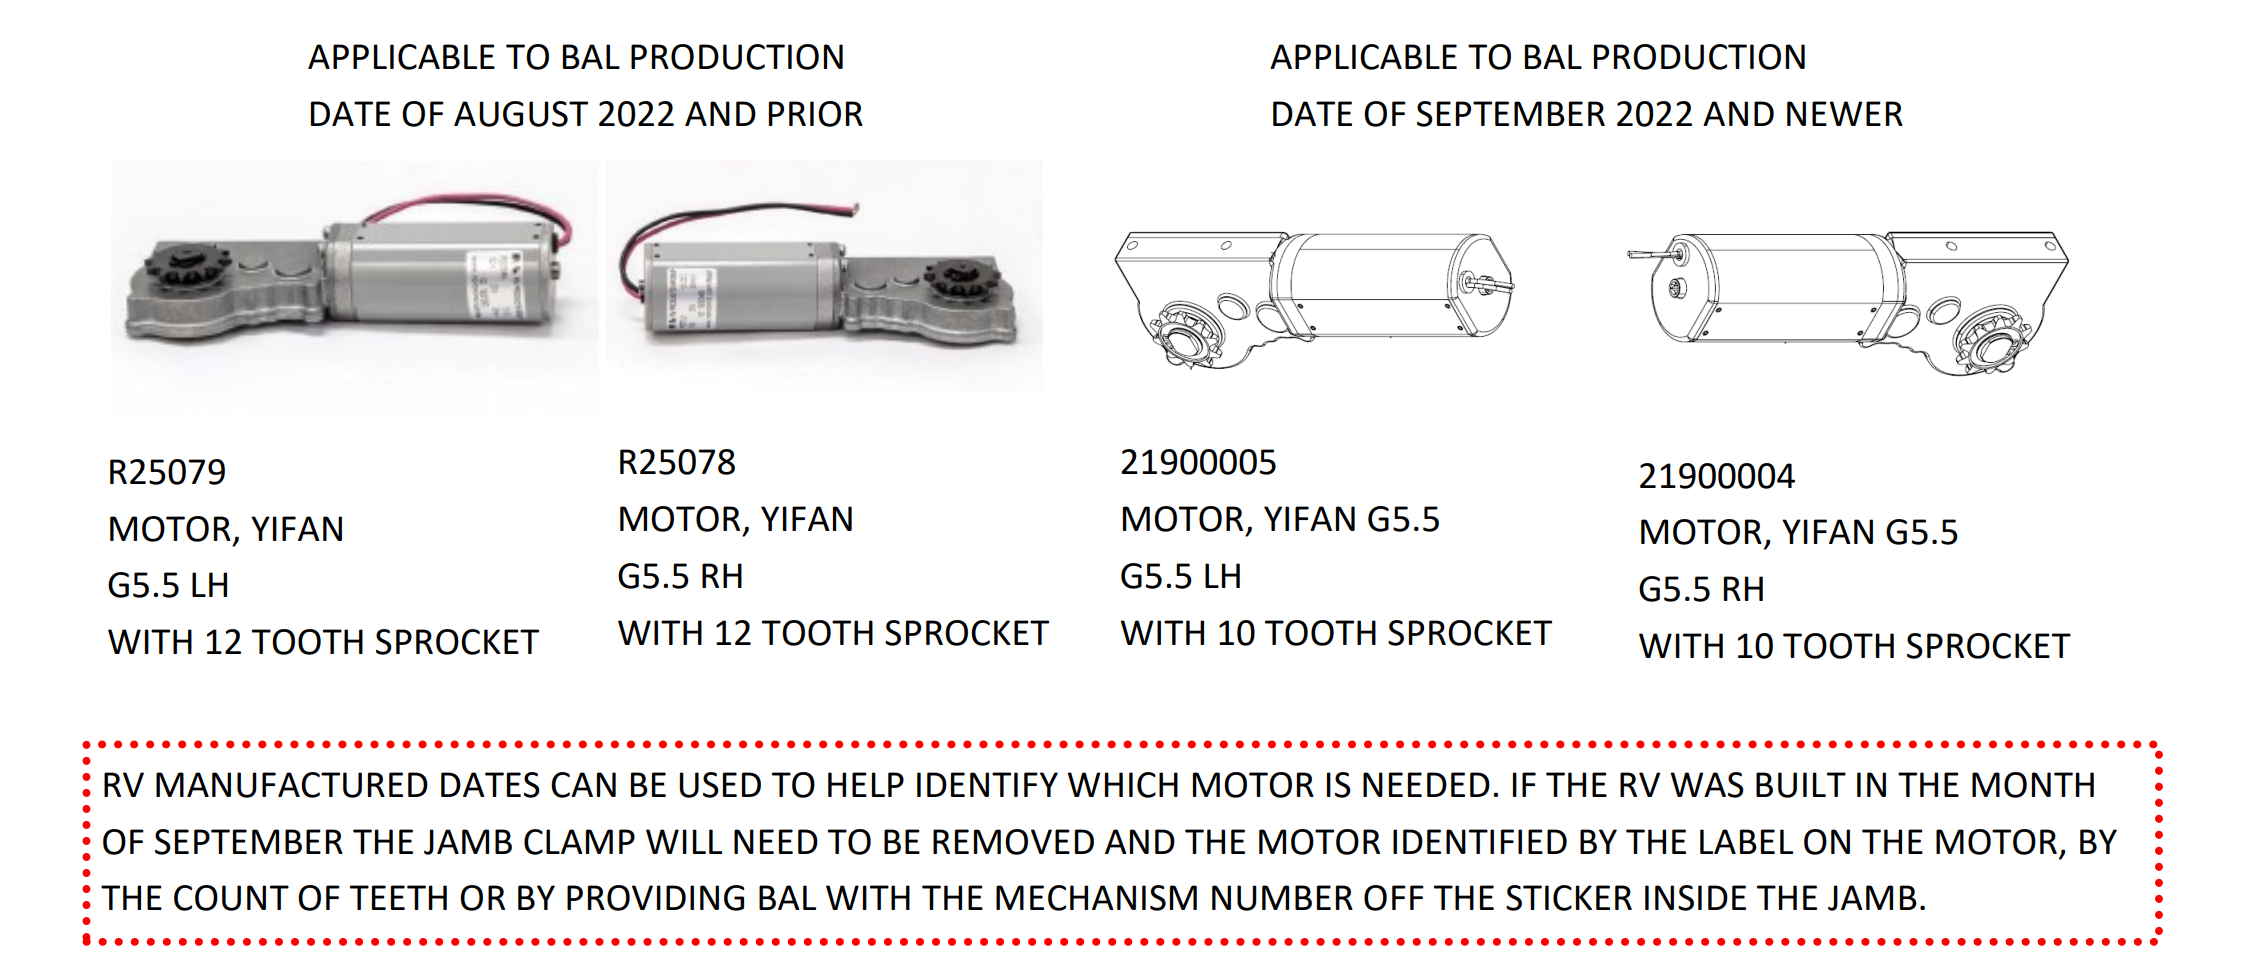 APPLICABLE TO BAL PRODUCTION
DATE OF AUGUST 2022 AND PRIOR
APPLICABLE TO BAL PRODUCTION
DATE OF SEPTEMBER 2022 AND NEWER
R25079
MOTOR, YIFAN
G5.5 LH
WITH 12 TOOTH SPROCKET
R25078
MOTOR, YIFAN
G5.5 RH
WITH 12 TOOTH SPROCKET
21900005
MOTOR, YIFAN G5.5
G5.5 LH
WITH 10 TOOTH SPROCKET
21900004
MOTOR, YIFAN G5.5
G5.5 RH
WITH 10 TOOTH SPROCKET
RV MANUFACTURED DATES CAN BE USED TO HELP IDENTIFY WHICH MOTOR IS NEEDED. IF THE RV WAS BUILT IN THE MONTH
OF SEPTEMBER THE JAMB CLAMP WILL NEED TO BE REMOVED AND THE MOTOR IDENTIFIED BY THE LABEL ON THE MOTOR, BY
THE COUNT OF TEETH OR BY PROVIDING BAL WITH THE MECHANISM NUMBER OFF THE STICKER INSIDE THE JAMB.